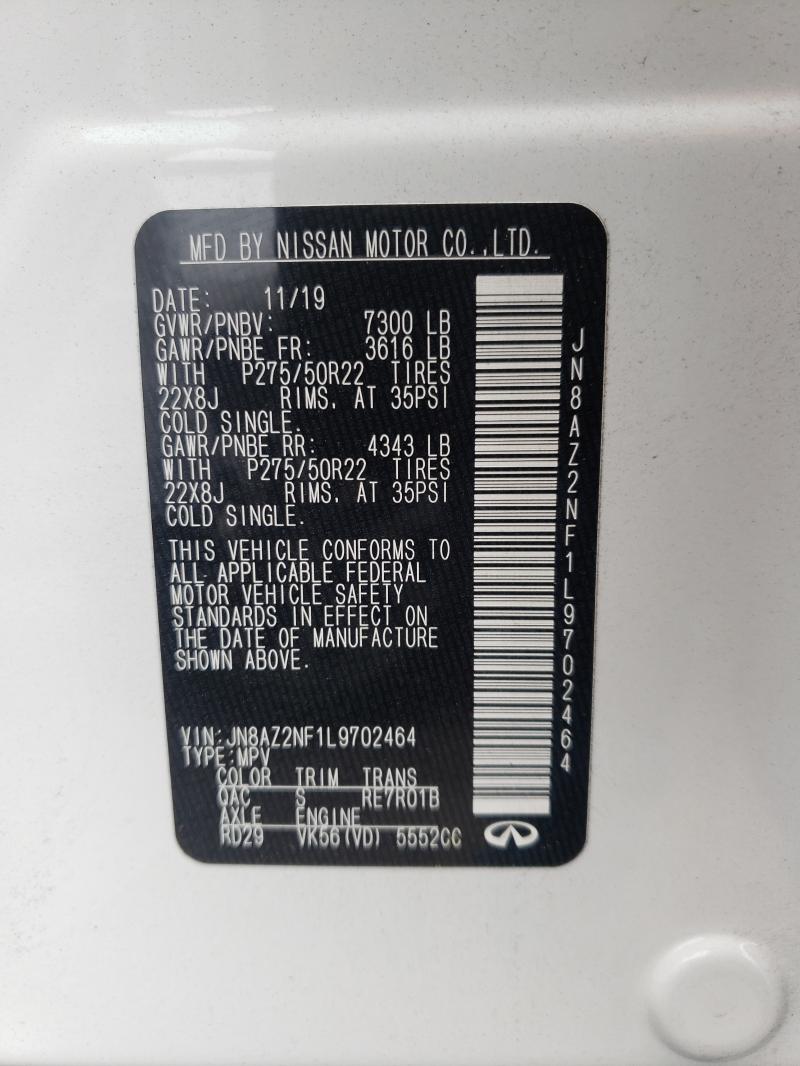 MFD BY NISSAN MOTOR CO.,LTD.
DATE: 11/19
GVWR/PNBV: 7300 LB
GAWR/PNBE FR: 3616 LB
WITH P275/50R22 TIRES
22X8J RIMS, AT 35PSI
COLD SINGLE.
GAWR/PNBE RR: 4343 LB
WITH P275/50R22 TIRES
22X8J RIMS, AT 35PSI
COLD SINGLE.
THIS VEHICLE CONFORMS TO
ALL APPLICABLE FEDERAL
MOTOR VEHICLE SAFETY
STANDARDS IN EFFECT ON
THE DATE OF MANUFACTURE
SHOWN ABOVE.
VIN:JN8AZ2NF1L9702464
TYPE:MPV
COLOR TRIM TRANS
QAC S RE7R01B
AXLE ENGINE
RD29 VK56(VD) 5552CC
JN8AZ2NF1L9702464